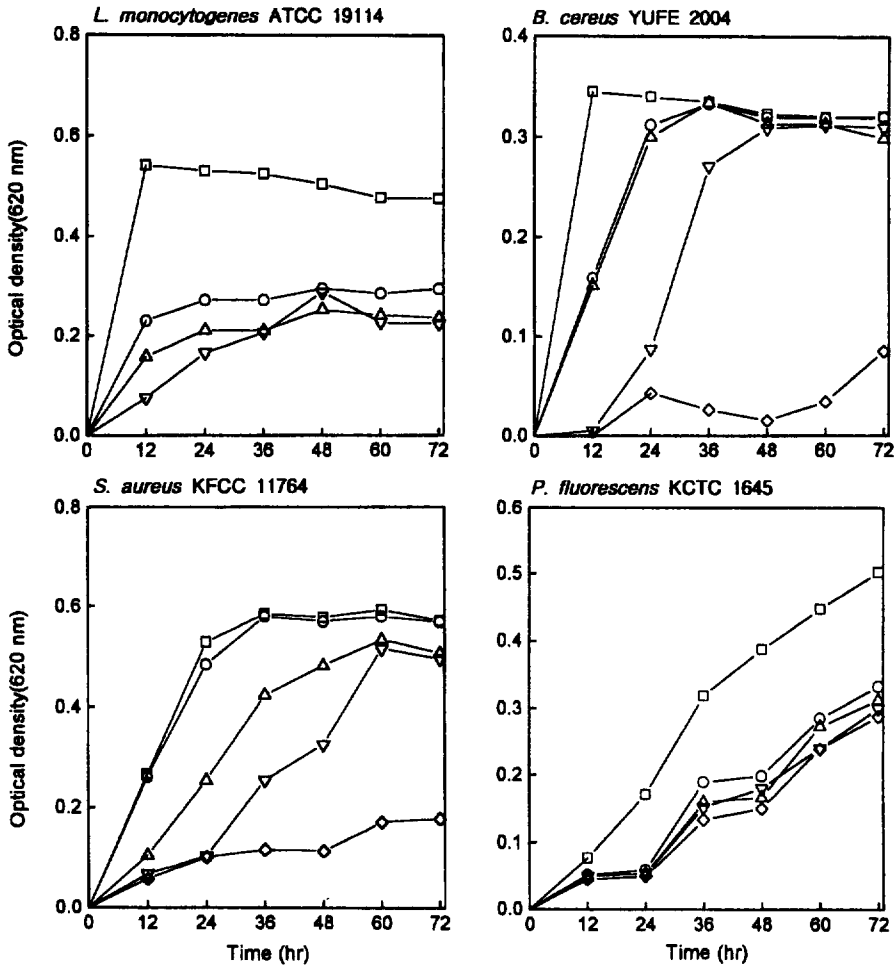 L. monocytogenes ATCC 19114
0.8
0.6
0.4
0.2
0.0
0 12 24 36 48 60 72
Optical density(620 nm)
B. cereus YUFE 2004
0.4
0.3
0.2
0.1
0.0
0 12 24 36 48 60 72
S. aureus KFCC 11764
0.8
0.6
0.4
0.2
0.0
0 12 24 36 48 60 72
Optical density(620 nm)
Time (hr)
P. fluorescens KCTC 1645
0.6
0.5
0.4
0.3
0.2
0.1
0.0
0 12 24 36 48 60 72
Time (hr)